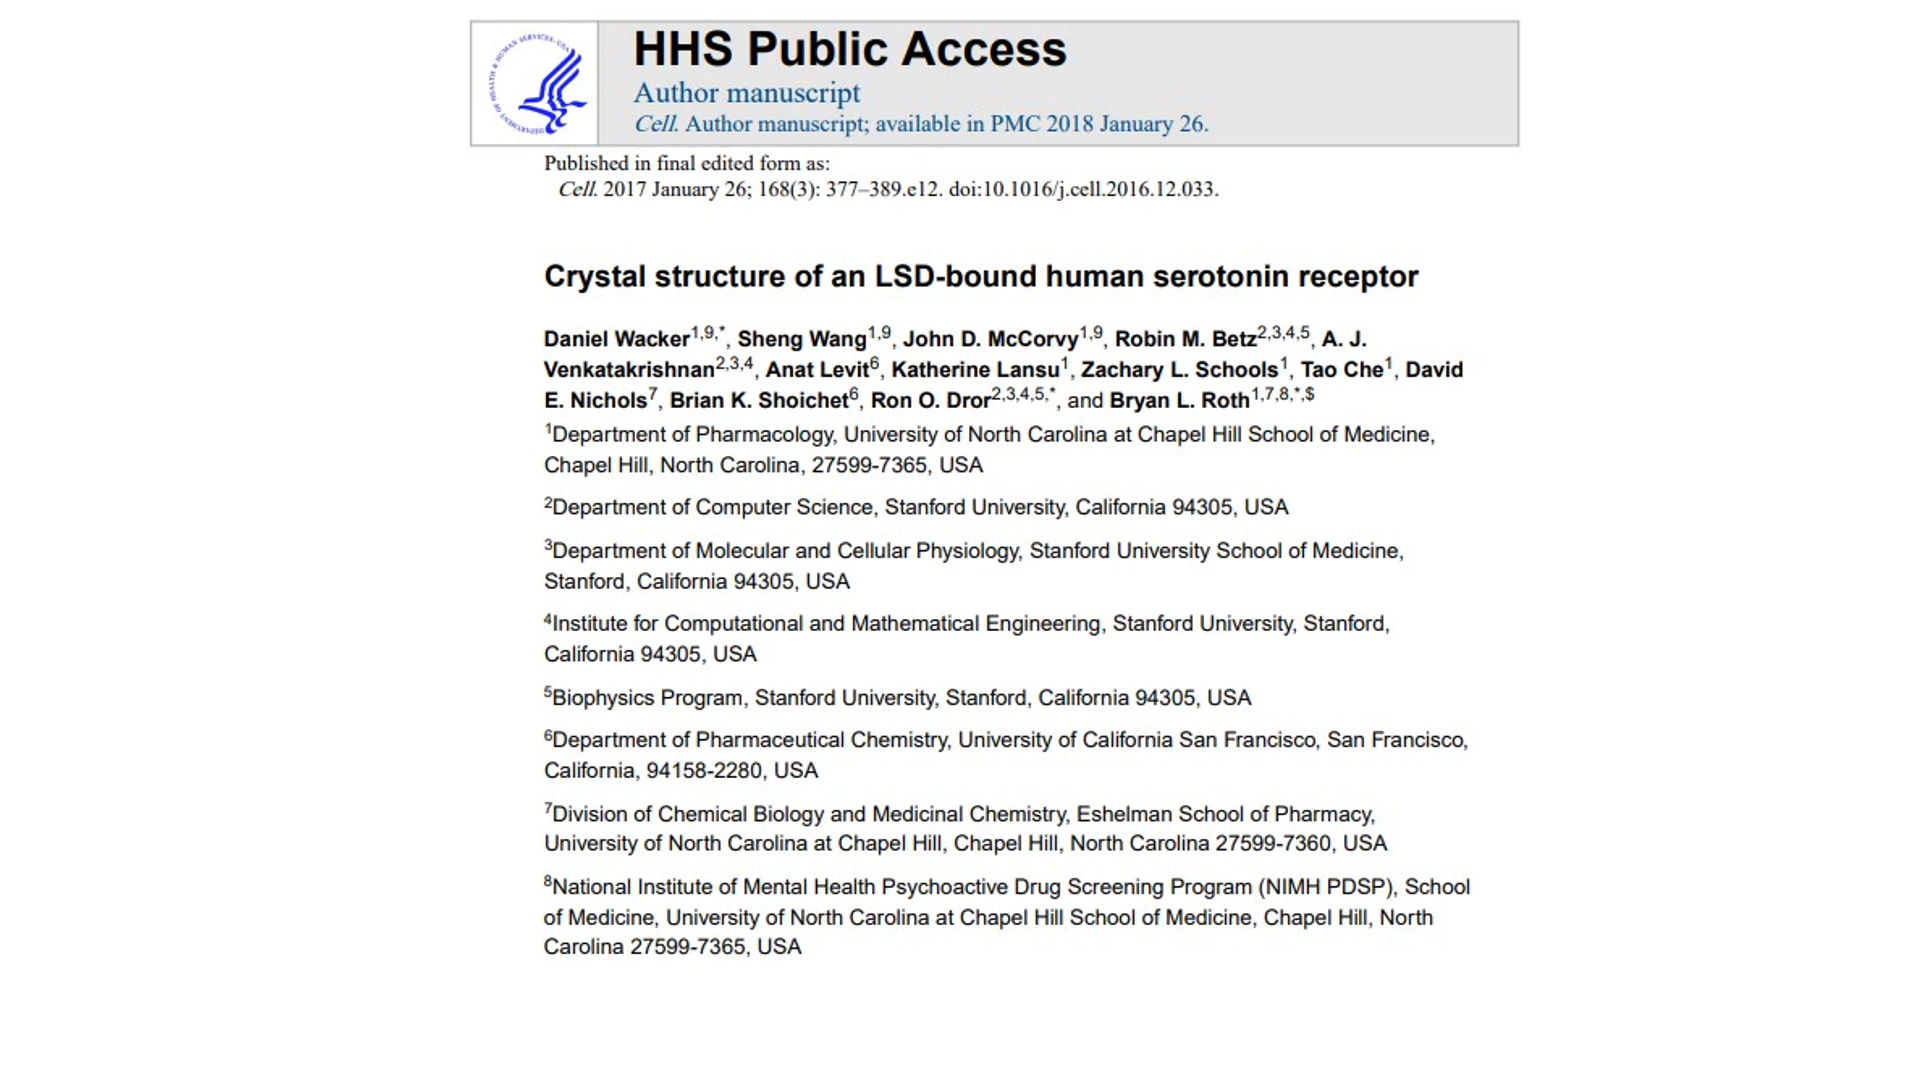 DEPARTMENT OF HEALTH & HUMAN SERVICES • USA
HHS Public Access
Author manuscript
Cell. Author manuscript; available in PMC 2018 January 26.
Published in final edited form as:
Cell. 2017 January 26; 168(3): 377–389.e12. doi:10.1016/j.cell.2016.12.033.
Crystal structure of an LSD-bound human serotonin receptor
Daniel Wacker1,9,*, Sheng Wang1,9, John D. McCorvy1,9, Robin M. Betz2,3,4,5, A. J.
Venkatakrishnan2,3,4, Anat Levit6, Katherine Lansu1, Zachary L. Schools1, Tao Che1, David
E. Nichols7, Brian K. Shoichet6, Ron O. Dror2,3,4,5,*, and Bryan L. Roth1,7,8,*,$
1Department of Pharmacology, University of North Carolina at Chapel Hill School of Medicine,
Chapel Hill, North Carolina, 27599-7365, USA
2Department of Computer Science, Stanford University, California 94305, USA
3Department of Molecular and Cellular Physiology, Stanford University School of Medicine,
Stanford, California 94305, USA
4Institute for Computational and Mathematical Engineering, Stanford University, Stanford,
California 94305, USA
5Biophysics Program, Stanford University, Stanford, California 94305, USA
6Department of Pharmaceutical Chemistry, University of California San Francisco, San Francisco,
California, 94158-2280, USA
7Division of Chemical Biology and Medicinal Chemistry, Eshelman School of Pharmacy,
University of North Carolina at Chapel Hill, Chapel Hill, North Carolina 27599-7360, USA
8National Institute of Mental Health Psychoactive Drug Screening Program (NIMH PDSP), School
of Medicine, University of North Carolina at Chapel Hill School of Medicine, Chapel Hill, North
Carolina 27599-7365, USA